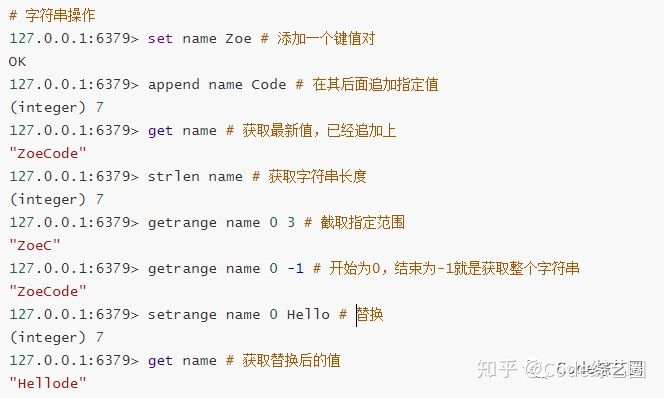 # 字符串操作
127.0.0.1:6379> set name Zoe # 添加一个键值对
OK
127.0.0.1:6379> append name Code # 在其后面追加指定值
(integer) 7
127.0.0.1:6379> get name # 获取最新值，已经追加上
"ZoeCode"
127.0.0.1:6379> strlen name # 获取字符串长度
(integer) 7
127.0.0.1:6379> getrange name 0 3 # 截取指定范围
"ZoeC"
127.0.0.1:6379> getrange name 0 -1 # 开始为0，结束为-1就是获取整个字符串
"ZoeCode"
127.0.0.1:6379> setrange name 0 Hello # 替换
(integer) 7
127.0.0.1:6379> get name # 获取替换后的值
"Hellode"
知乎 @Code综艺圈